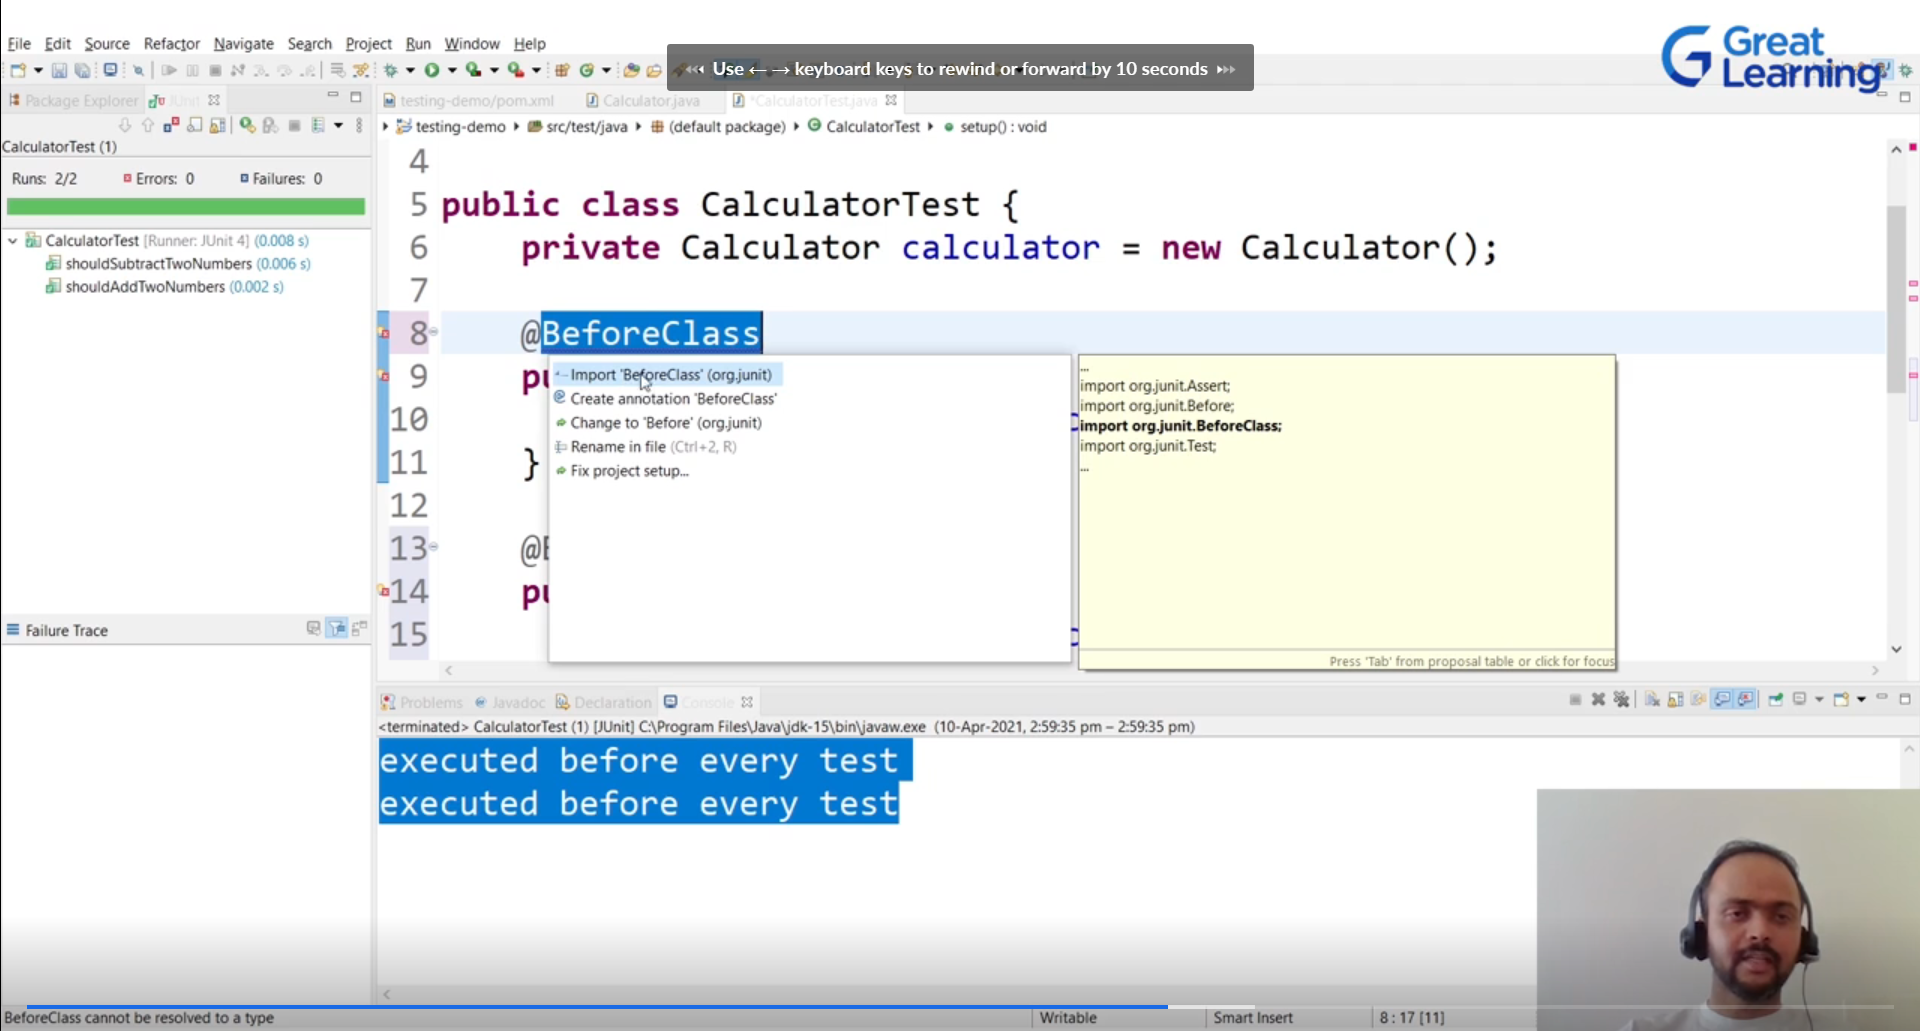 Great
Learning
File Edit Source Refactor Navigate Search Project Run Window Help
Use ←→ keyboard keys to rewind or forward by 10 seconds
Package Explorer JUnit
testing-demo/pom.xml Calculator.java *CalculatorTest.java
testing-demo src/test/java (default package) CalculatorTest setup() : void
CalculatorTest (1)
Runs: 2/2 Errors: 0 Failures: 0
CalculatorTest [Runner: JUnit 4] (0.008 s)
shouldSubtractTwoNumbers (0.006 s)
shouldAddTwoNumbers (0.002 s)
4
5 public class CalculatorTest {
6 private Calculator calculator = new Calculator();
7
8 @BeforeClass
9
10
11 }
12
13
14
15
Import 'BeforeClass' (org.junit)
Create annotation 'BeforeClass'
Change to 'Before' (org.junit)
Rename in file (Ctrl+2, R)
Fix project setup...
...
import org.junit.Assert;
import org.junit.Before;
import org.junit.BeforeClass;
import org.junit.Test;
...
Press 'Tab' from proposal table or click for focus
Failure Trace
Problems Javadoc Declaration Console
<terminated> CalculatorTest (1) [JUnit] C:\Program Files\Java\jdk-15\bin\javaw.exe (10-Apr-2021, 2:59:35 pm – 2:59:35 pm)
executed before every test
executed before every test
BeforeClass cannot be resolved to a type
Writable Smart Insert 8 : 17 [11]